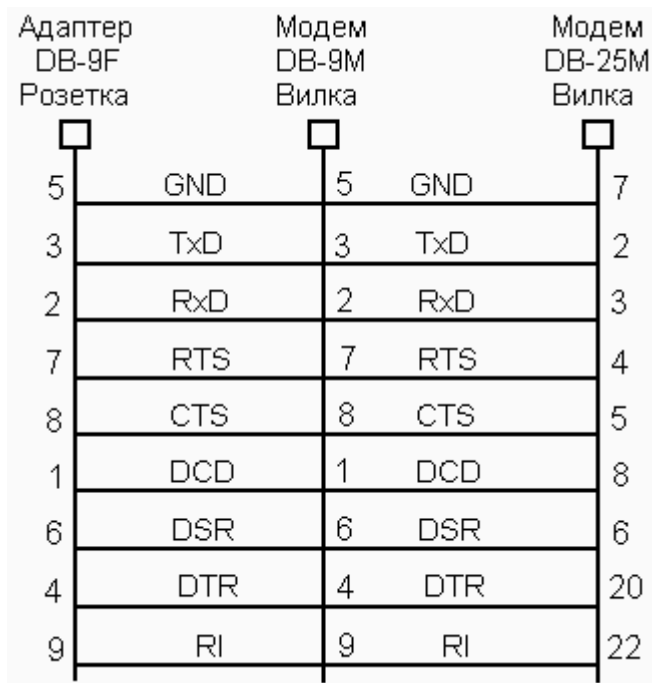 Адаптер Модем Модем
DB-9F DB-9M DB-25M
Розетка Вилка Вилка
5 GND 5 GND 7
3 TxD 3 TxD 2
2 RxD 2 RxD 3
7 RTS 7 RTS 4
8 CTS 8 CTS 5
1 DCD 1 DCD 8
6 DSR 6 DSR 6
4 DTR 4 DTR 20
9 RI 9 RI 22